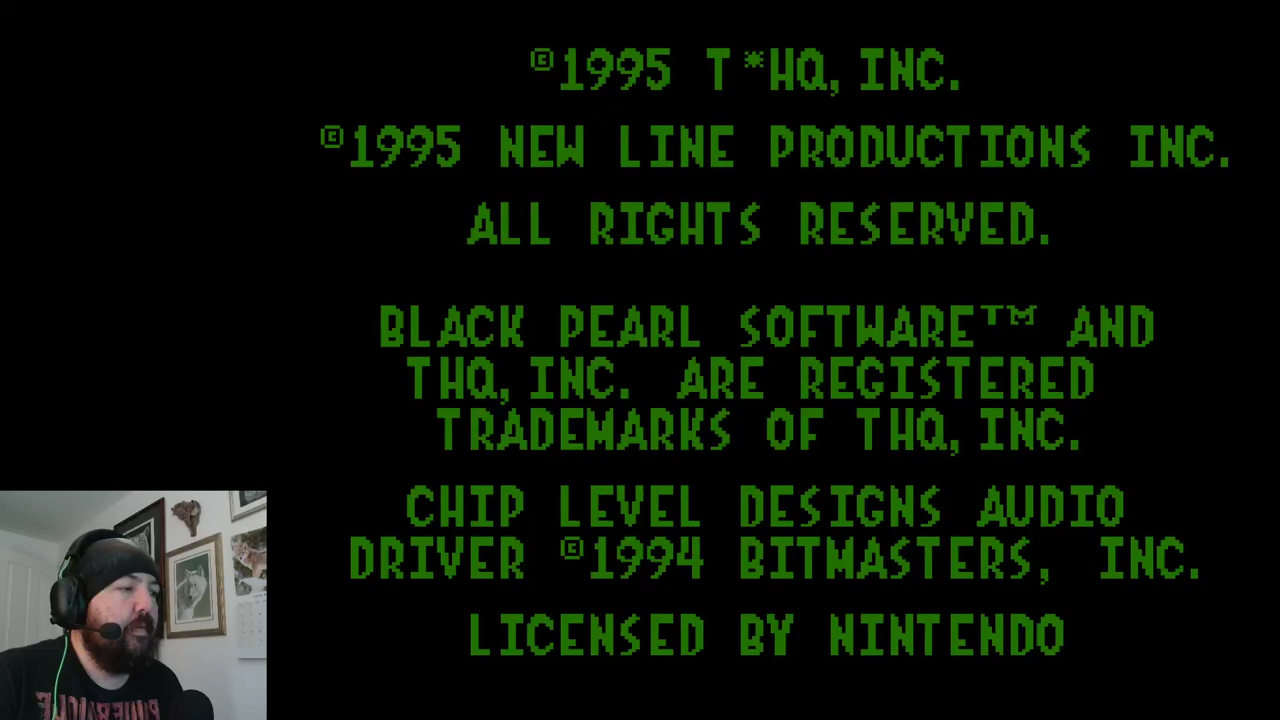 ©1995 T*HQ, INC.
©1995 NEW LINE PRODUCTIONS INC.
ALL RIGHTS RESERVED.
BLACK PEARL SOFTWARE™ AND
THQ, INC. ARE REGISTERED
TRADEMARKS OF THQ, INC.
CHIP LEVEL DESIGNS AUDIO
DRIVER ©1994 BITMASTERS, INC.
LICENSED BY NINTENDO